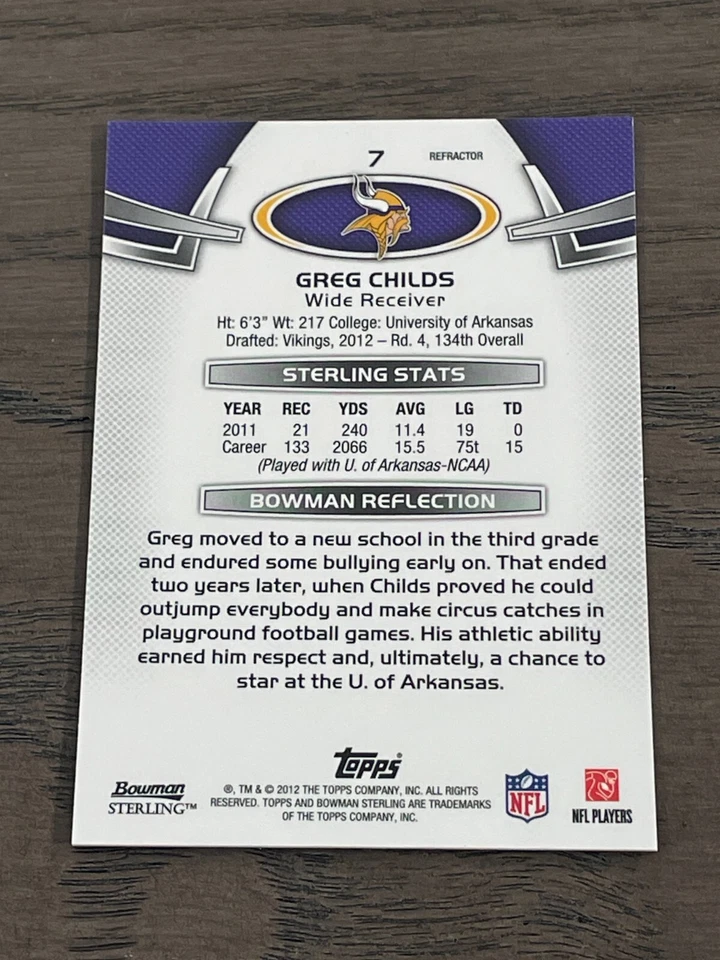 7 REFRACTOR
GREG CHILDS
Wide Receiver
Ht: 6'3" Wt: 217 College: University of Arkansas
Drafted: Vikings, 2012 – Rd. 4, 134th Overall
STERLING STATS
YEAR REC YDS AVG LG TD
2011 21 240 11.4 19 0
Career 133 2066 15.5 75t 15
(Played with U. of Arkansas-NCAA)
BOWMAN REFLECTION
Greg moved to a new school in the third grade
and endured some bullying early on. That ended
two years later, when Childs proved he could
outjump everybody and make circus catches in
playground football games. His athletic ability
earned him respect and, ultimately, a chance to
star at the U. of Arkansas.
Topps®
Bowman
STERLING™
®, TM & © 2012 THE TOPPS COMPANY, INC. ALL RIGHTS
RESERVED. TOPPS AND BOWMAN STERLING ARE TRADEMARKS
OF THE TOPPS COMPANY, INC.
NFL
NFL PLAYERS